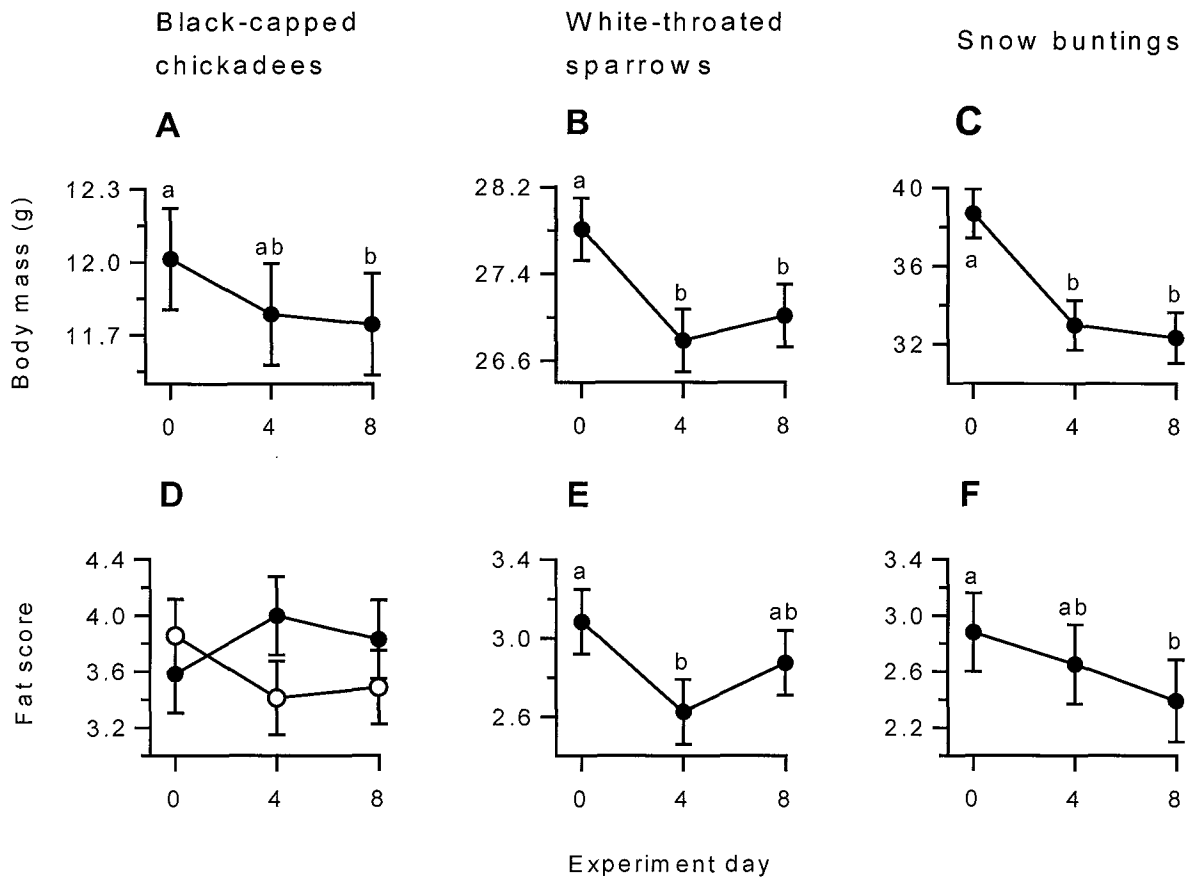 Black-capped
chickadees
White-throated
sparrows
Snow buntings
A
B
C
Body mass (g)
12.3
12.0
11.7
a
ab
b
0
4
8
28.2
27.4
26.6
a
b
b
0
4
8
40
36
32
a
b
b
0
4
8
D
E
F
Fat score
4.4
4.0
3.6
3.2
0
4
8
3.4
3.0
2.6
a
b
ab
0
4
8
3.4
3.0
2.6
2.2
a
ab
b
0
4
8
Experiment day